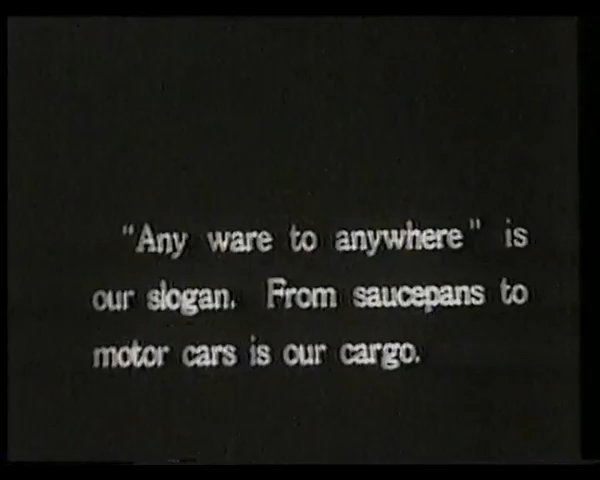 "Any ware to anywhere" is
our slogan. From saucepans to
motor cars is our cargo.